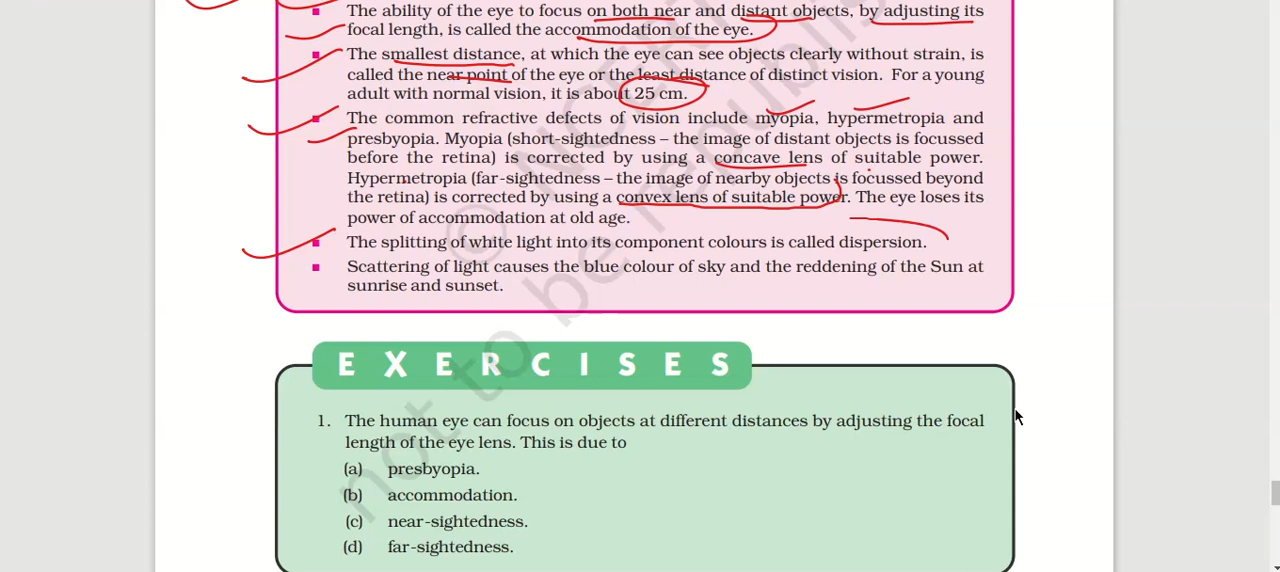 The ability of the eye to focus on both near and distant objects, by adjusting its
focal length, is called the accommodation of the eye.
The smallest distance, at which the eye can see objects clearly without strain, is
called the near point of the eye or the least distance of distinct vision. For a young
adult with normal vision, it is about 25 cm.
The common refractive defects of vision include myopia, hypermetropia and
presbyopia. Myopia (short-sightedness – the image of distant objects is focussed
before the retina) is corrected by using a concave lens of suitable power.
Hypermetropia (far-sightedness – the image of nearby objects is focussed beyond
the retina) is corrected by using a convex lens of suitable power. The eye loses its
power of accommodation at old age.
The splitting of white light into its component colours is called dispersion.
Scattering of light causes the blue colour of sky and the reddening of the Sun at
sunrise and sunset.
EXERCISES
1. The human eye can focus on objects at different distances by adjusting the focal
length of the eye lens. This is due to
(a) presbyopia.
(b) accommodation.
(c) near-sightedness.
(d) far-sightedness.
© NCERT
not to be republis